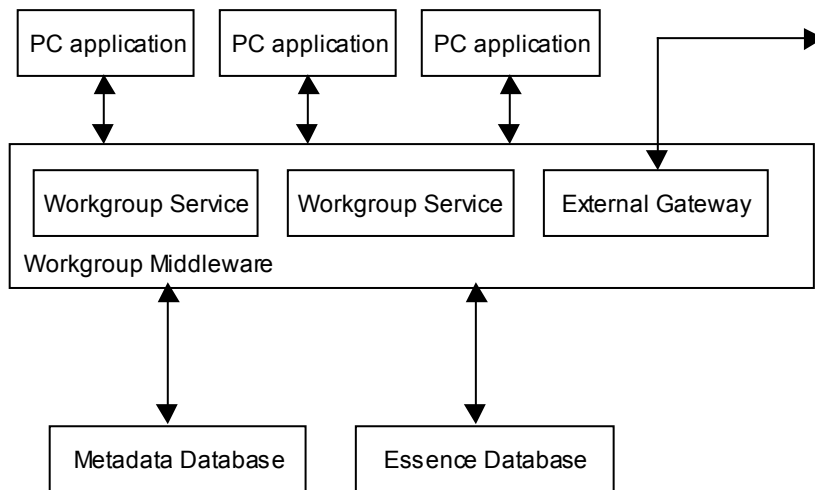 PC application
PC application
PC application
Workgroup Service
Workgroup Service
External Gateway
Workgroup Middleware
Metadata Database
Essence Database